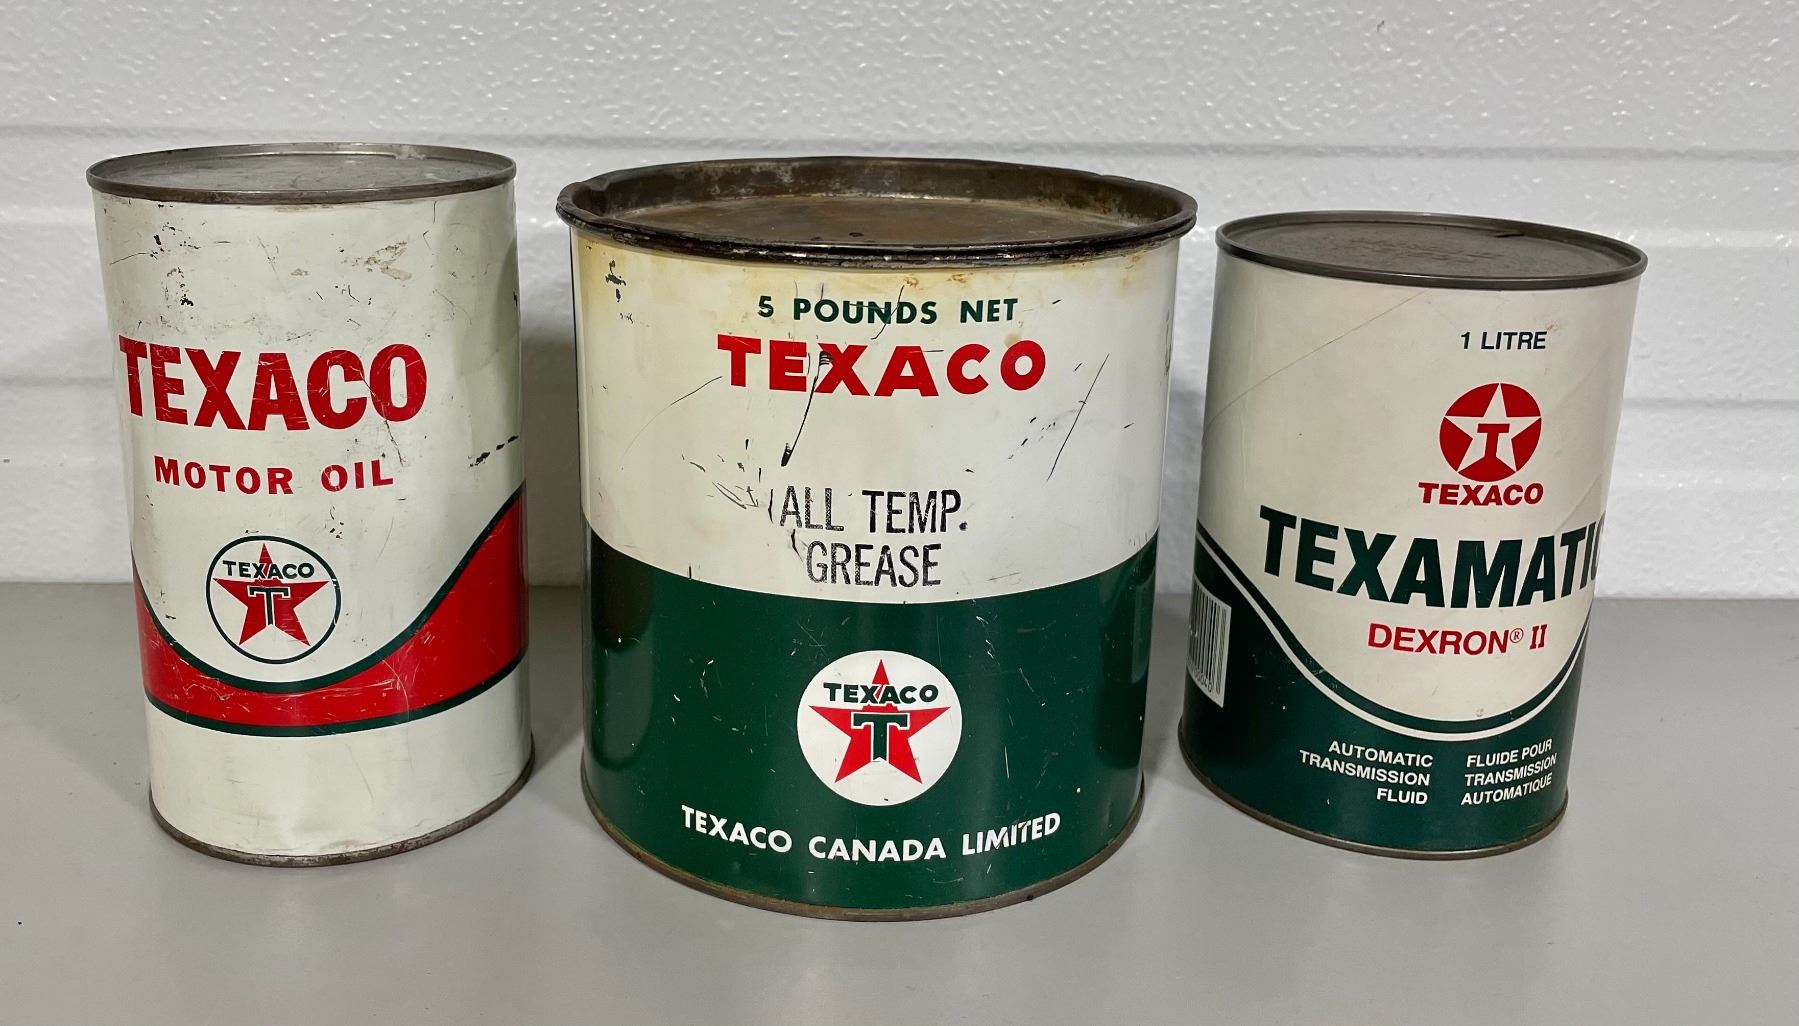 TEXACO
MOTOR OIL
TEXACO
T
5 POUNDS NET
TEXACO
ALL TEMP.
GREASE
TEXACO
T
TEXACO CANADA LIMITED
1 LITRE
T
TEXACO
TEXAMATIC
DEXRON® II
AUTOMATIC
TRANSMISSION
FLUID
FLUIDE POUR
TRANSMISSION
AUTOMATIQUE